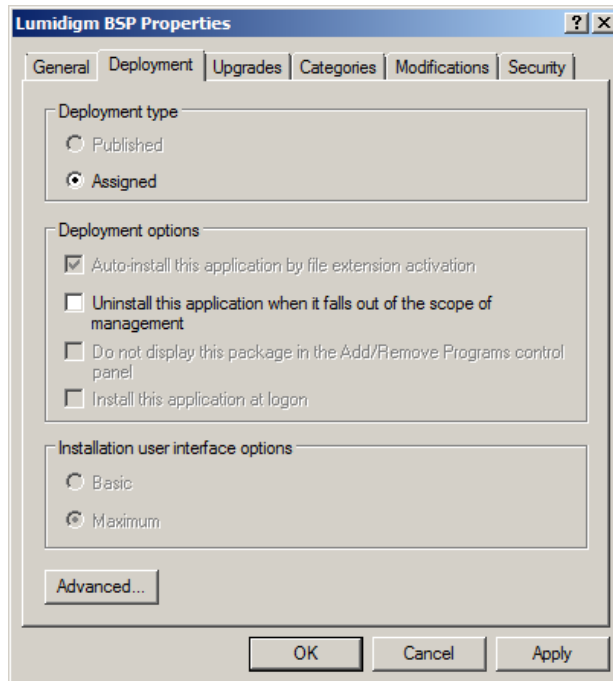 Lumidigm BSP Properties
General Deployment Upgrades Categories Modifications Security
Deployment type
Published
Assigned
Deployment options
Auto-install this application by file extension activation
Uninstall this application when it falls out of the scope of
management
Do not display this package in the Add/Remove Programs control
panel
Install this application at logon
Installation user interface options
Basic
Maximum
Advanced...
OK Cancel Apply